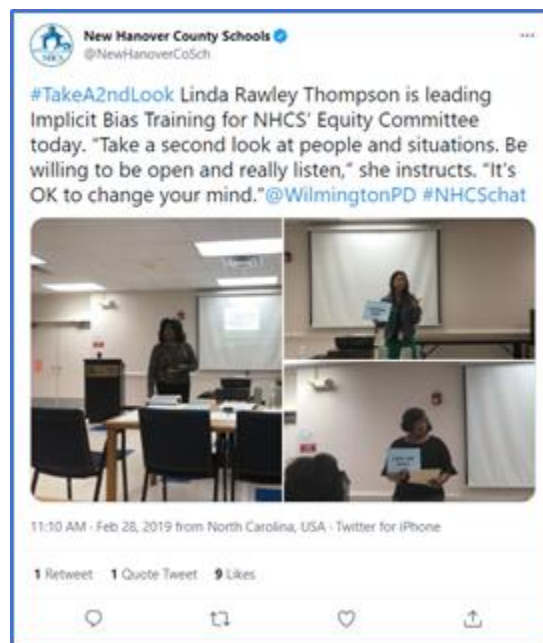 New Hanover County Schools
@NewHanoverCoSch
#TakeA2ndLook Linda Rawley Thompson is leading
Implicit Bias Training for NHCS' Equity Committee
today. "Take a second look at people and situations. Be
willing to be open and really listen," she instructs. "It's
OK to change your mind."@WilmingtonPD #NHCSchat
11:10 AM · Feb 28, 2019 from North Carolina, USA · Twitter for iPhone
1 Retweet 1 Quote Tweet 9 Likes